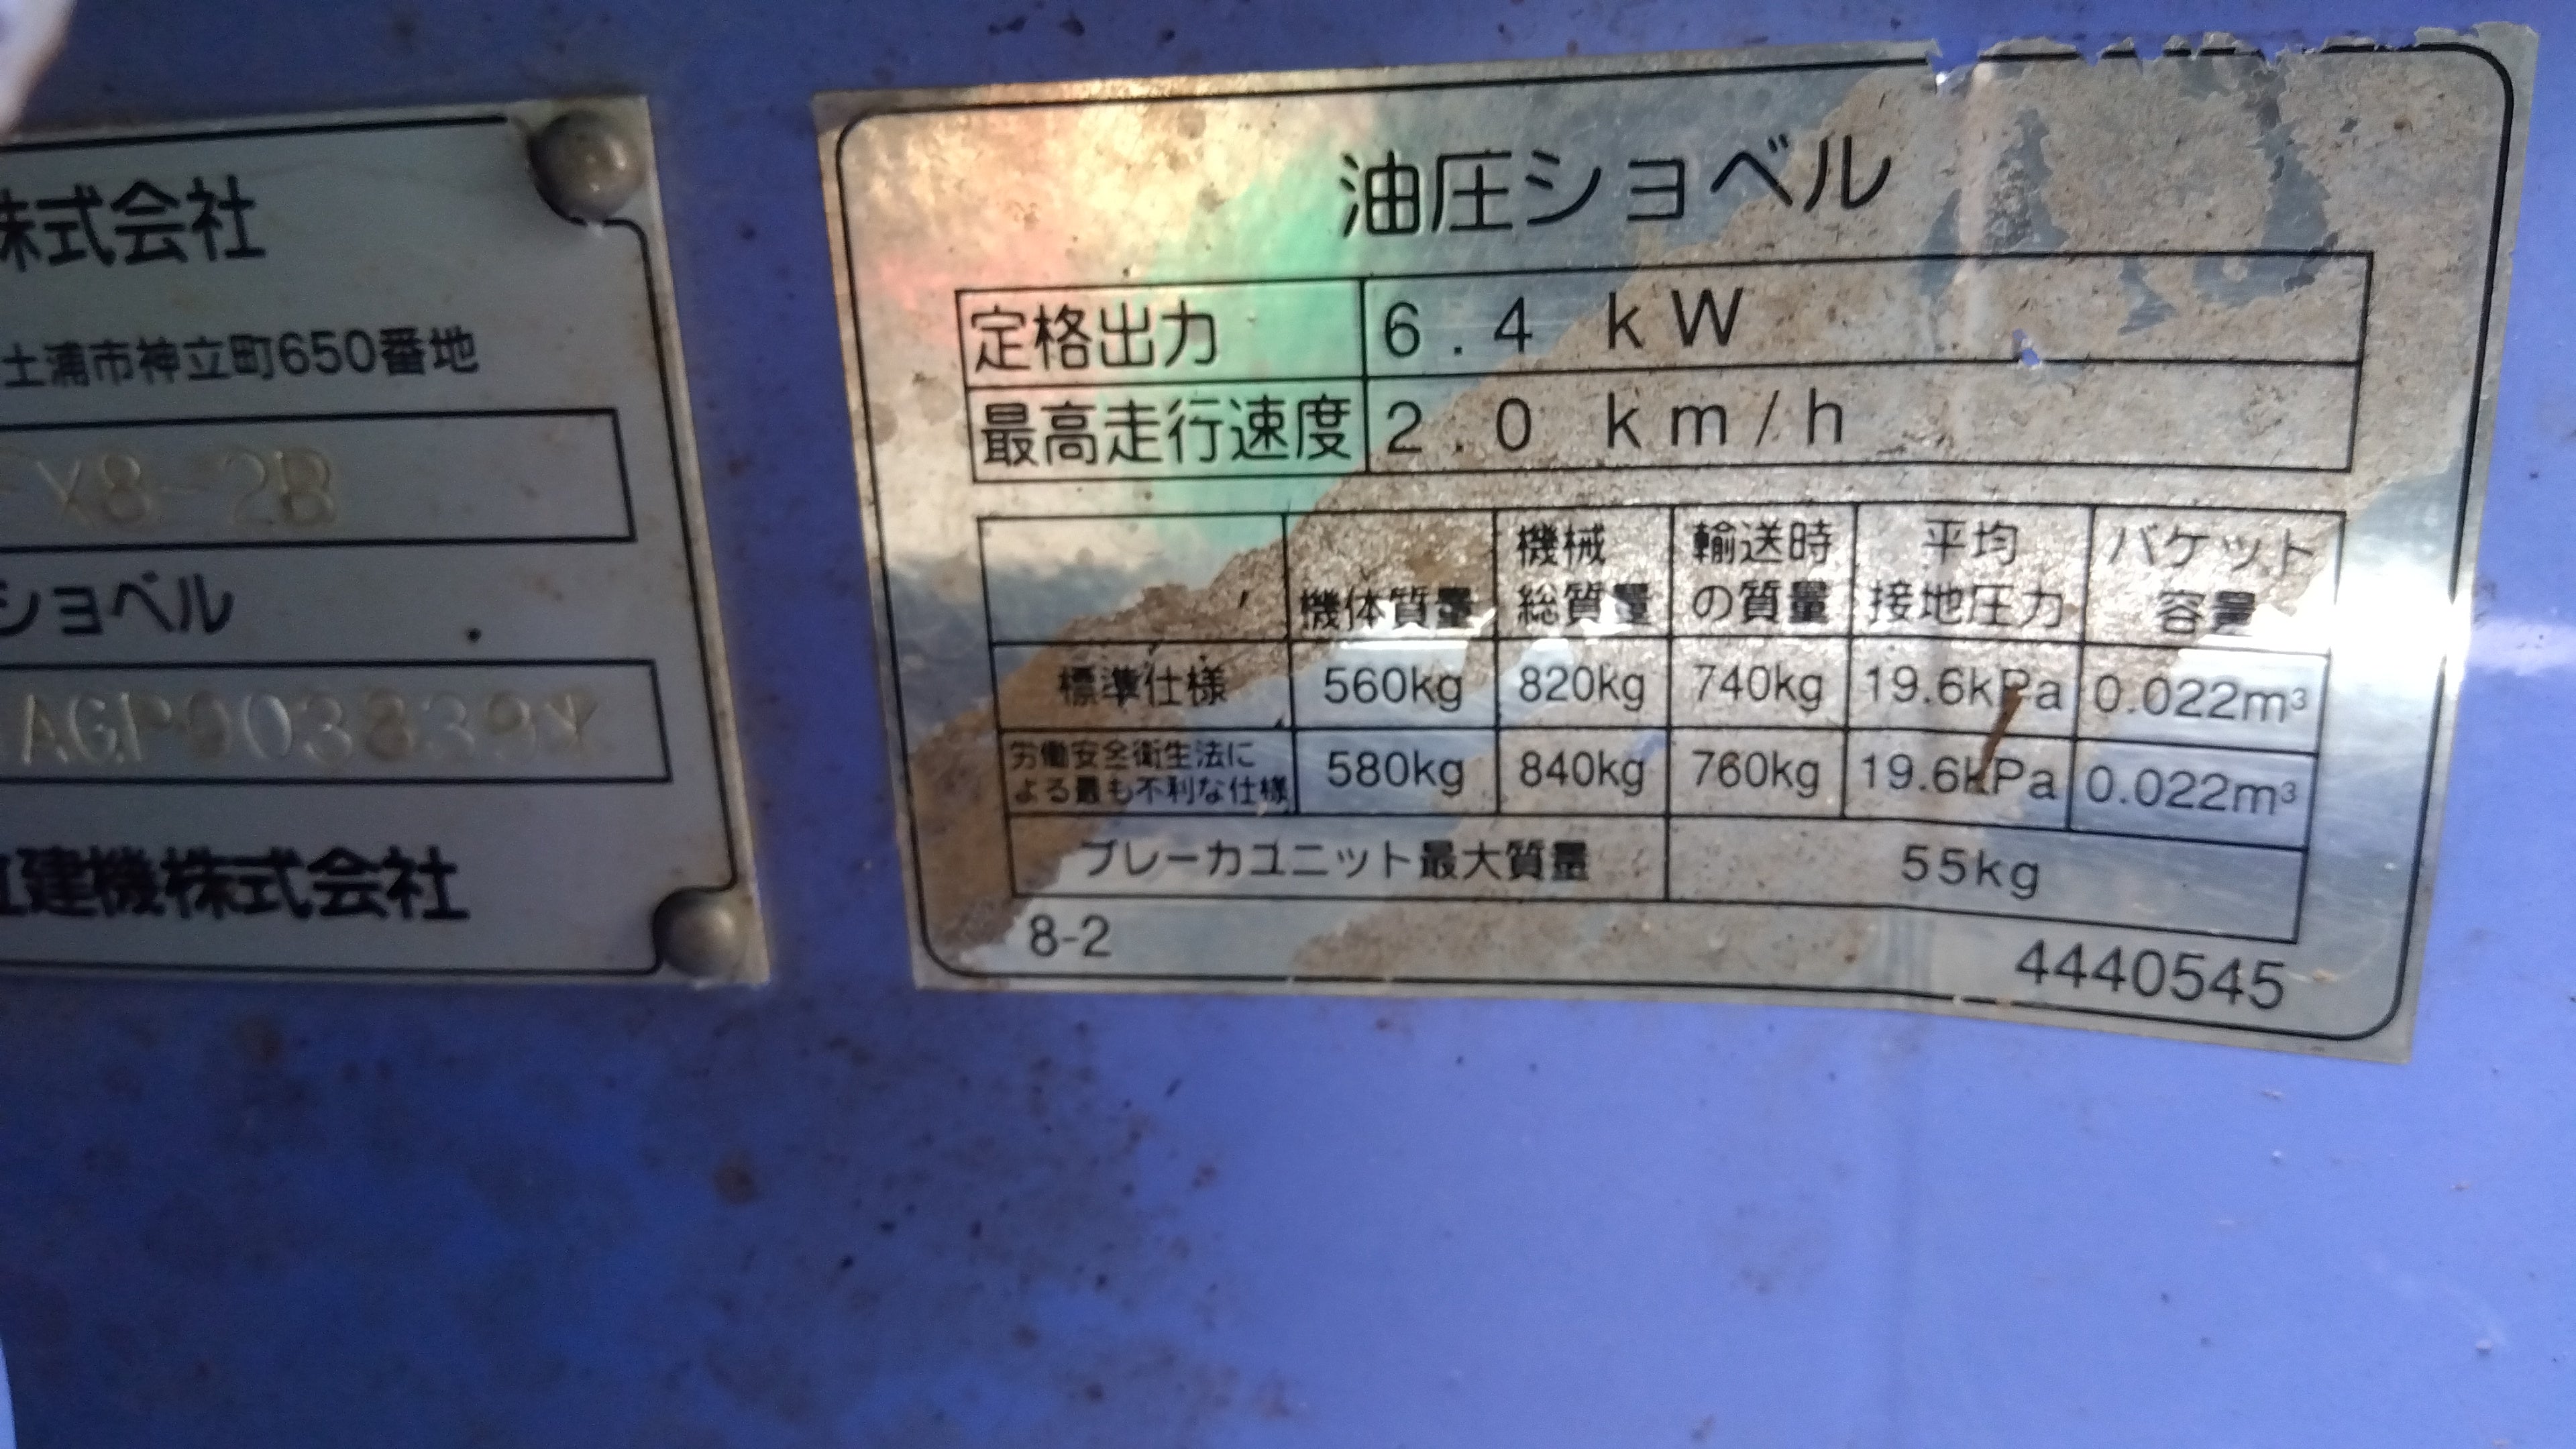 株式会社
土浦市神立町650番地
X8-2B
ショベル
AGP003839Y
建機株式会社
油圧ショベル
定格出力 6.4 kW
最高走行速度 2.0 km/h
機体質量 機械総質量 輸送時の質量 平均接地圧力 バケット容量
標準仕様 560kg 820kg 740kg 19.6kPa 0.022m³
労働安全衛生法による最も不利な仕様 580kg 840kg 760kg 19.6kPa 0.022m³
ブレーカユニット最大質量 55kg
8-2 4440545